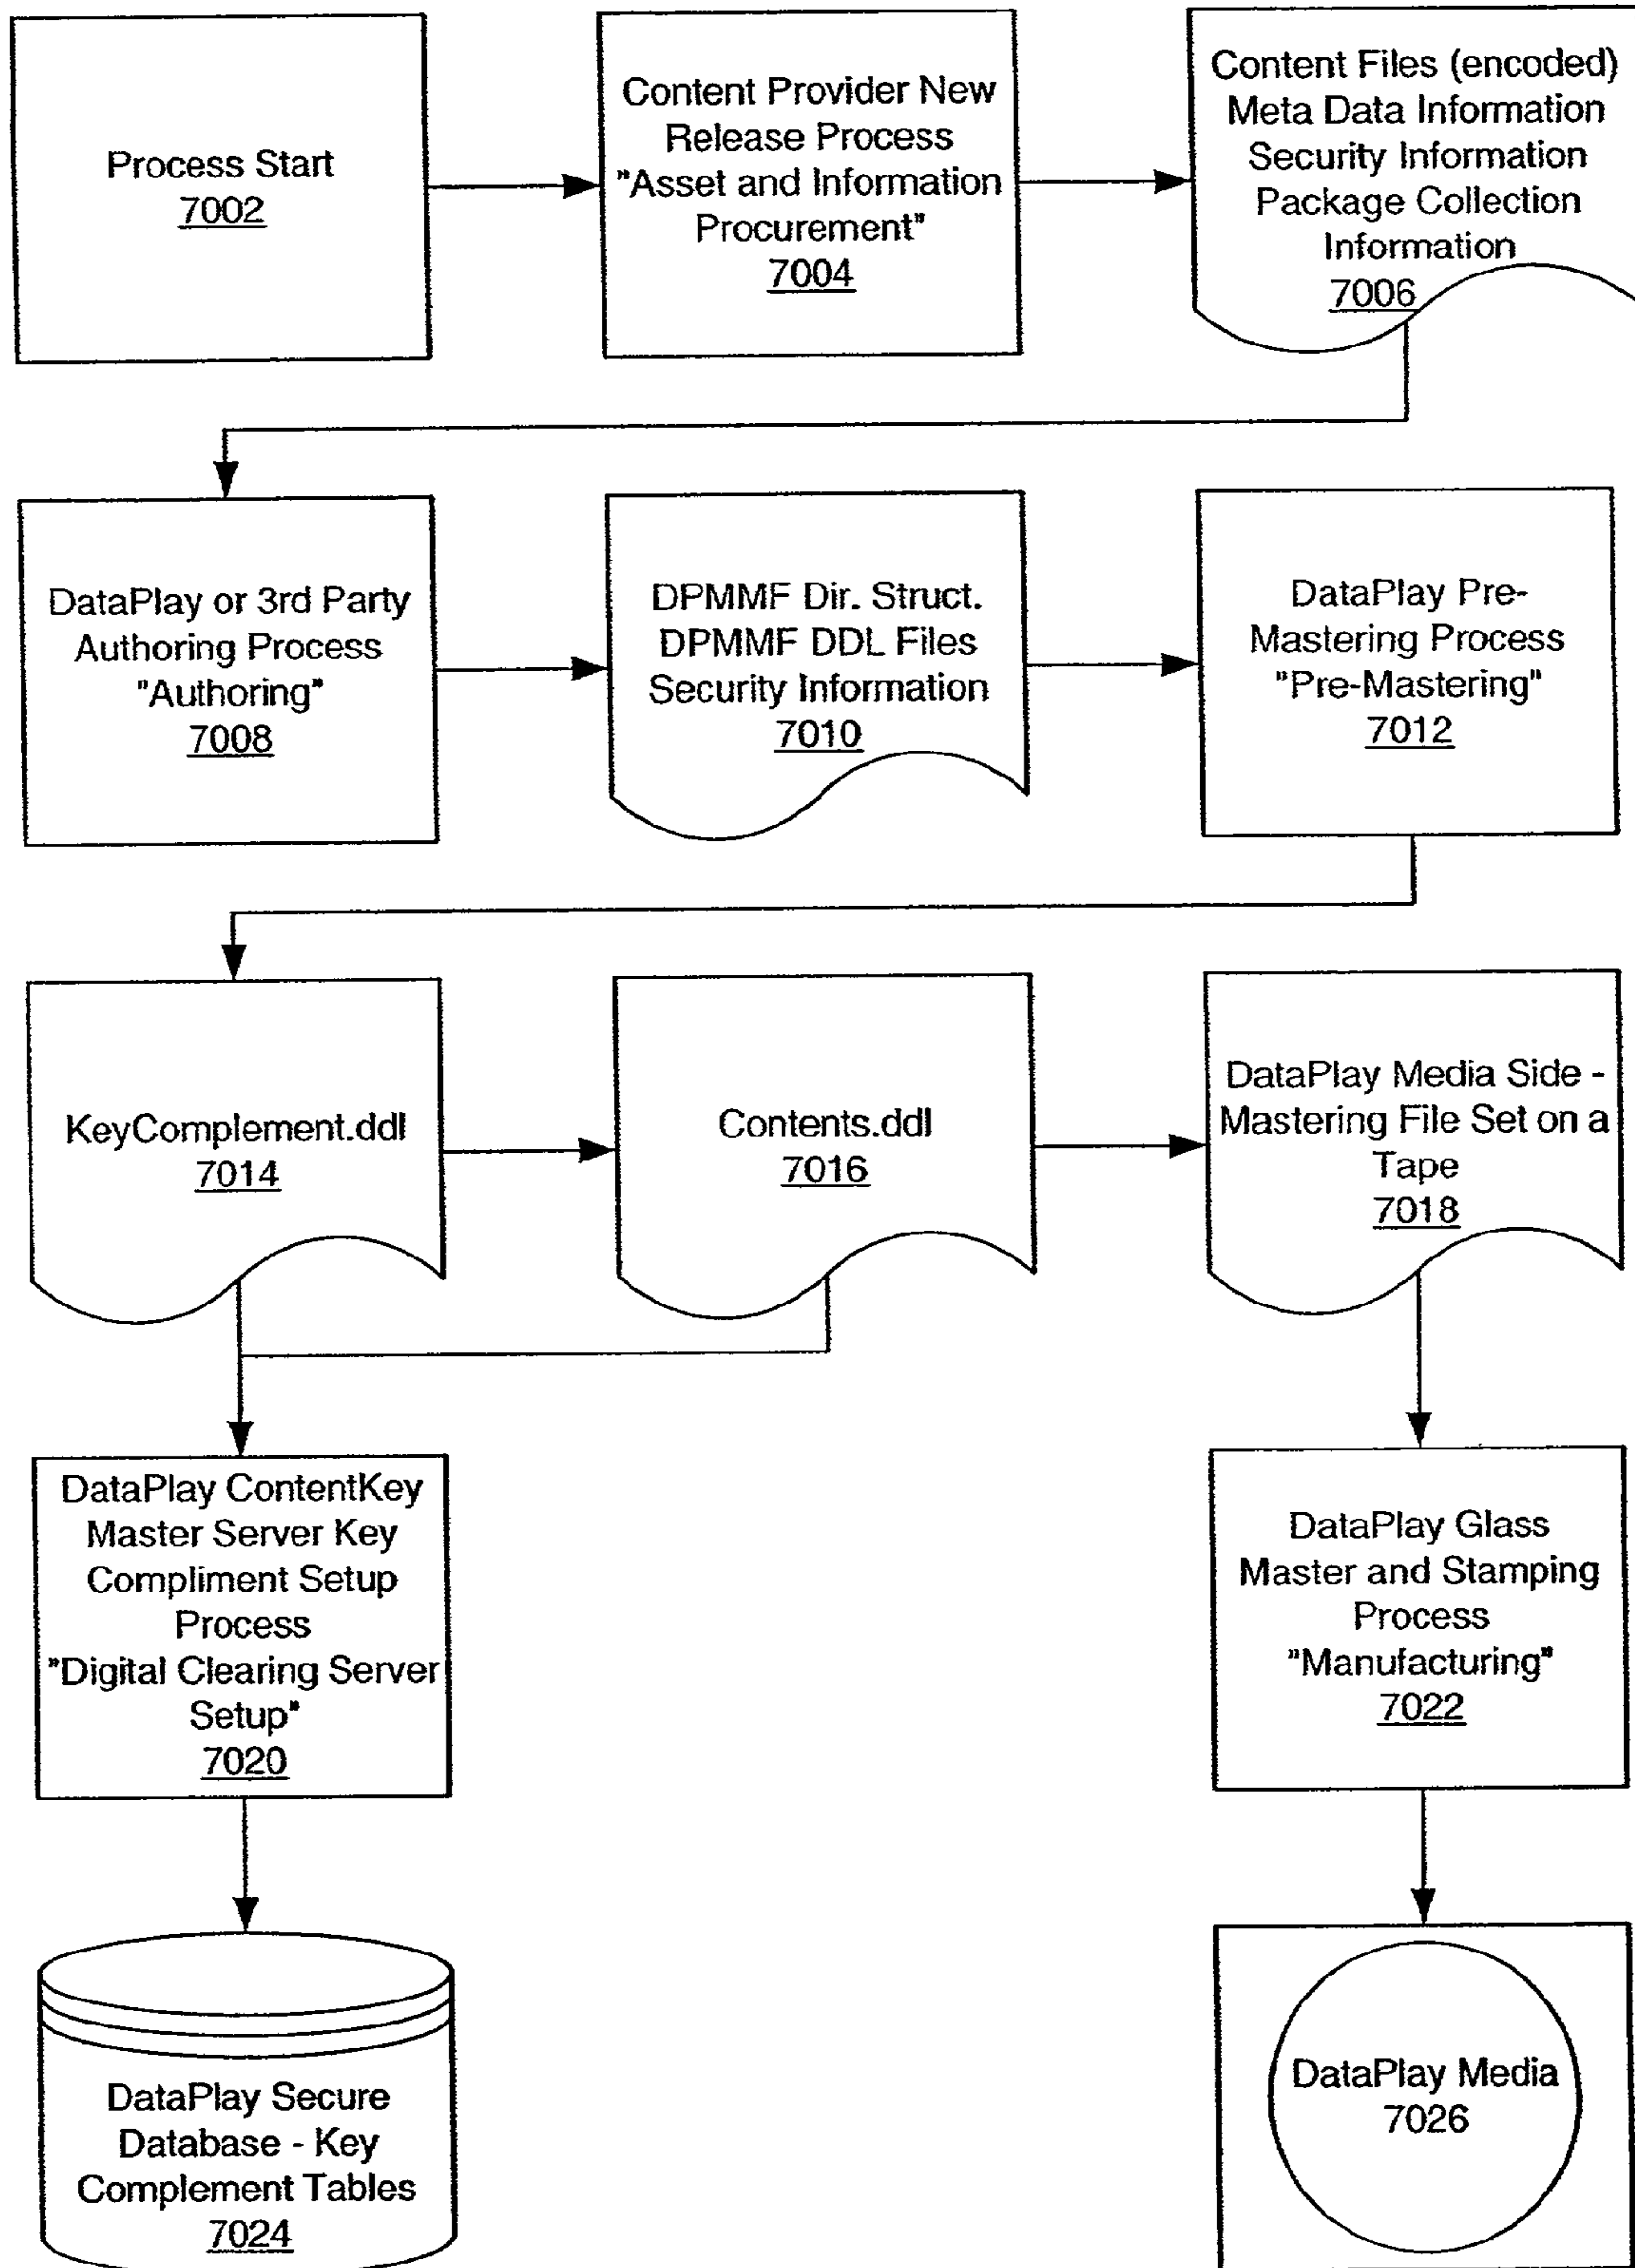 Process Start
7002
Content Provider New
Release Process
"Asset and Information
Procurement"
7004
Content Files (encoded)
Meta Data Information
Security Information
Package Collection
Information
7006
DataPlay or 3rd Party
Authoring Process
"Authoring"
7008
DPMMF Dir. Struct.
DPMMF DDL Files
Security Information
7010
DataPlay Pre-
Mastering Process
"Pre-Mastering"
7012
KeyComplement.ddl
7014
Contents.ddl
7016
DataPlay Media Side -
Mastering File Set on a
Tape
7018
DataPlay ContentKey
Master Server Key
Compliment Setup
Process
"Digital Clearing Server
Setup"
7020
DataPlay Glass
Master and Stamping
Process
"Manufacturing"
7022
DataPlay Secure
Database - Key
Complement Tables
7024
DataPlay Media
7026